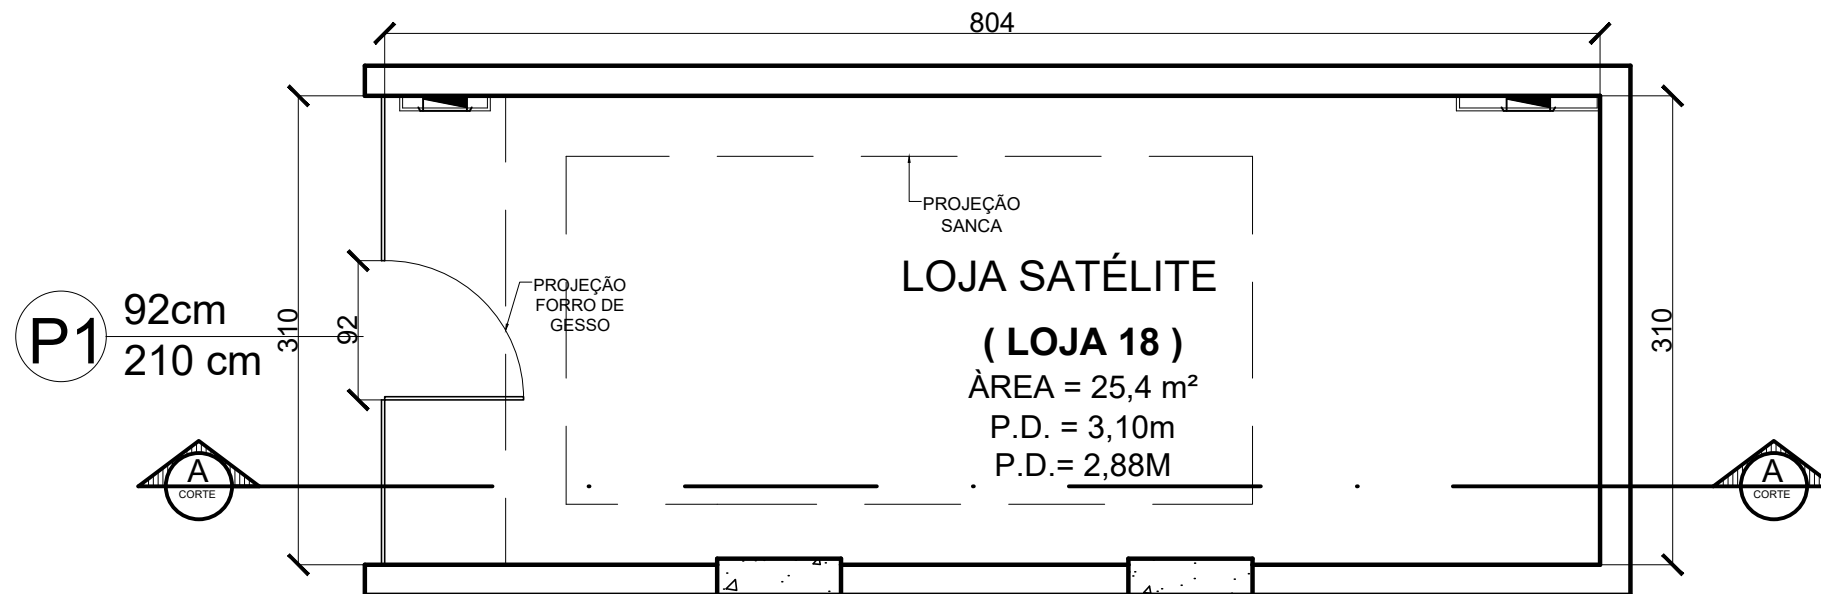 804
PROJEÇÃO
SANCA
LOJA SATÉLITE
( LOJA 18 )
ÀREA = 25,4 m²
P.D. = 3,10m
P.D.= 2,88M
PROJEÇÃO
FORRO DE
GESSO
P1
92cm
210 cm
310
92
310
A
CORTE
A
CORTE